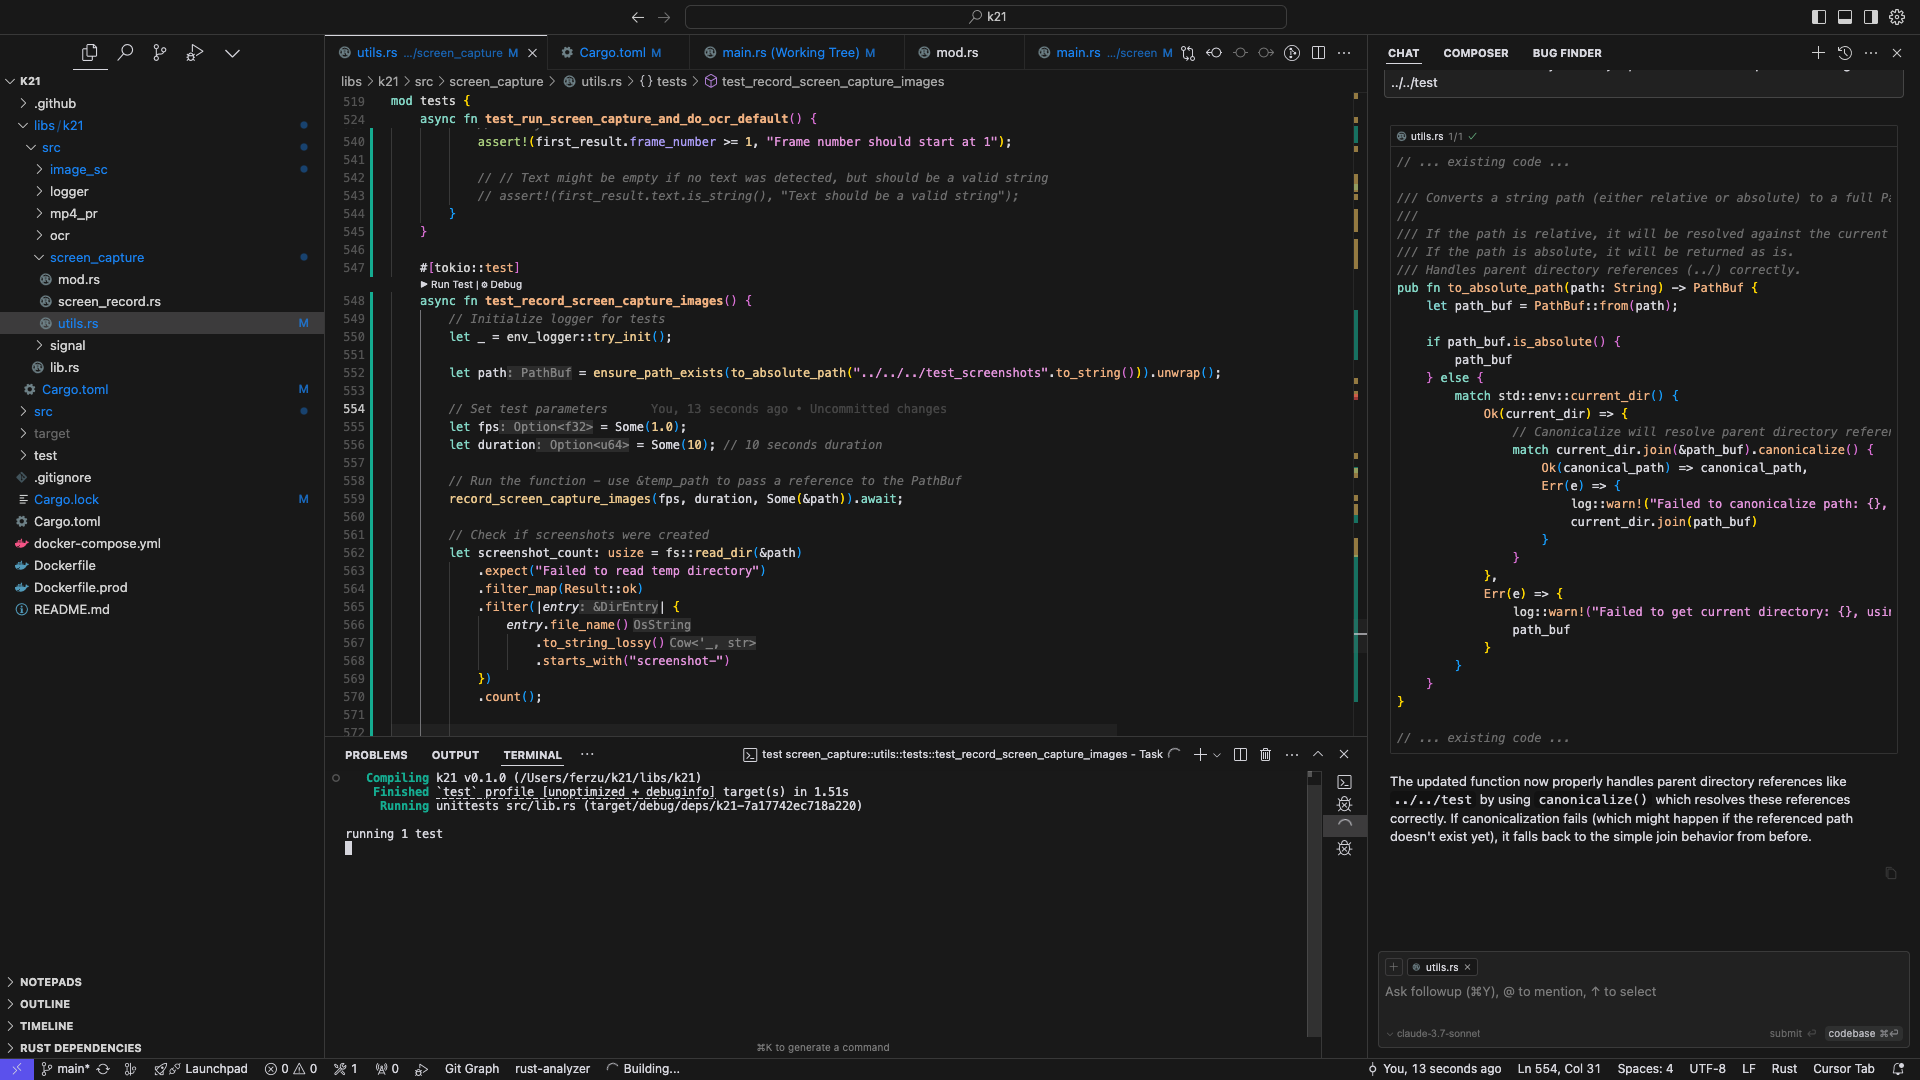 k21
K21
.github
libs/k21
src
image_sc
logger
mp4_pr
ocr
screen_capture
mod.rs
screen_record.rs
utils.rs M
signal
lib.rs
Cargo.toml M
src
target
test
.gitignore
Cargo.lock M
Cargo.toml
docker-compose.yml
Dockerfile
Dockerfile.prod
README.md
NOTEPADS
OUTLINE
TIMELINE
RUST DEPENDENCIES
utils.rs .../screen_capture M
Cargo.toml M
main.rs (Working Tree) M
mod.rs
main.rs .../screen M
libs > k21 > src > screen_capture > utils.rs > {} tests > test_record_screen_capture_images
519 mod tests {
524 async fn test_run_screen_capture_and_do_ocr_default() {
540 assert!(first_result.frame_number >= 1, "Frame number should start at 1");
541
542 // // Text might be empty if no text was detected, but should be a valid string
543 // assert!(first_result.text.is_string(), "Text should be a valid string");
544 }
545 }
546
547 #[tokio::test]
Run Test | Debug
548 async fn test_record_screen_capture_images() {
549 // Initialize logger for tests
550 let _ = env_logger::try_init();
551
552 let path: PathBuf = ensure_path_exists(to_absolute_path("../../../test_screenshots".to_string())).unwrap();
553
554 // Set test parameters You, 13 seconds ago • Uncommitted changes
555 let fps: Option<f32> = Some(1.0);
556 let duration: Option<u64> = Some(10); // 10 seconds duration
557
558 // Run the function - use &temp_path to pass a reference to the PathBuf
559 record_screen_capture_images(fps, duration, Some(&path)).await;
560
561 // Check if screenshots were created
562 let screenshot_count: usize = fs::read_dir(&path)
563 .expect("Failed to read temp directory")
564 .filter_map(Result::ok)
565 .filter(|entry: &DirEntry| {
566 entry.file_name() OsString
567 .to_string_lossy() Cow<'_, str>
568 .starts_with("screenshot-")
569 })
570 .count();
571
572
PROBLEMS OUTPUT TERMINAL ···
test screen_capture::utils::tests::test_record_screen_capture_images - Task
Compiling k21 v0.1.0 (/Users/ferzu/k21/libs/k21)
Finished `test` profile [unoptimized + debuginfo] target(s) in 1.51s
Running unittests src/lib.rs (target/debug/deps/k21-7a17742ec718a220)
running 1 test
⌘K to generate a command
CHAT COMPOSER BUG FINDER
../../test
utils.rs 1/1
// ... existing code ...
/// Converts a string path (either relative or absolute) to a full Pa
///
/// If the path is relative, it will be resolved against the current
/// If the path is absolute, it will be returned as is.
/// Handles parent directory references (../) correctly.
pub fn to_absolute_path(path: String) -> PathBuf {
let path_buf = PathBuf::from(path);
if path_buf.is_absolute() {
path_buf
} else {
match std::env::current_dir() {
Ok(current_dir) => {
// Canonicalize will resolve parent directory referen
match current_dir.join(&path_buf).canonicalize() {
Ok(canonical_path) => canonical_path,
Err(e) => {
log::warn!("Failed to canonicalize path: {},
current_dir.join(path_buf)
}
}
},
Err(e) => {
log::warn!("Failed to get current directory: {}, usin
path_buf
}
}
}
}
// ... existing code ...
The updated function now properly handles parent directory references like
../../test by using canonicalize() which resolves these references
correctly. If canonicalization fails (which might happen if the referenced path
doesn't exist yet), it falls back to the simple join behavior from before.
utils.rs ×
Ask followup (⌘Y), @ to mention, ↑ to select
claude-3.7-sonnet
submit ⏎ codebase ⌘⏎
main* Launchpad 0 0 1 0 Git Graph rust-analyzer Building...
You, 13 seconds ago Ln 554, Col 31 Spaces: 4 UTF-8 LF Rust Cursor Tab